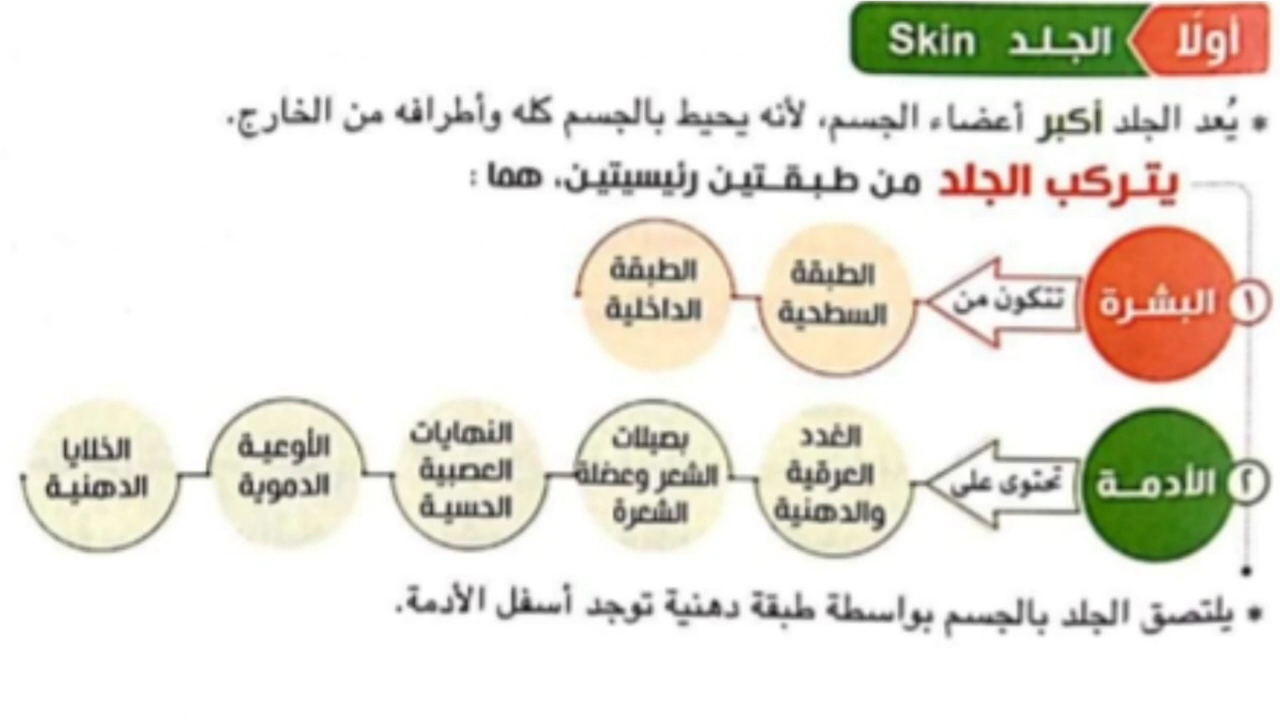 أولًا الجلد Skin
* يُعد الجلد أكبر أعضاء الجسم، لأنه يحيط بالجسم كله وأطرافه من الخارج.
يتركب الجلد من طبقتين رئيسيتين، هما :
١ البشرة
تتكون من
الطبقة
السطحية
الطبقة
الداخلية
٢ الأدمة
تحتوى على
الغدد
العرقية
والدهنية
بصيلات
الشعر وعضلة
الشعرة
النهايات
العصبية
الحسية
الأوعية
الدموية
الخلايا
الدهنية
* يلتصق الجلد بالجسم بواسطة طبقة دهنية توجد أسفل الأدمة.